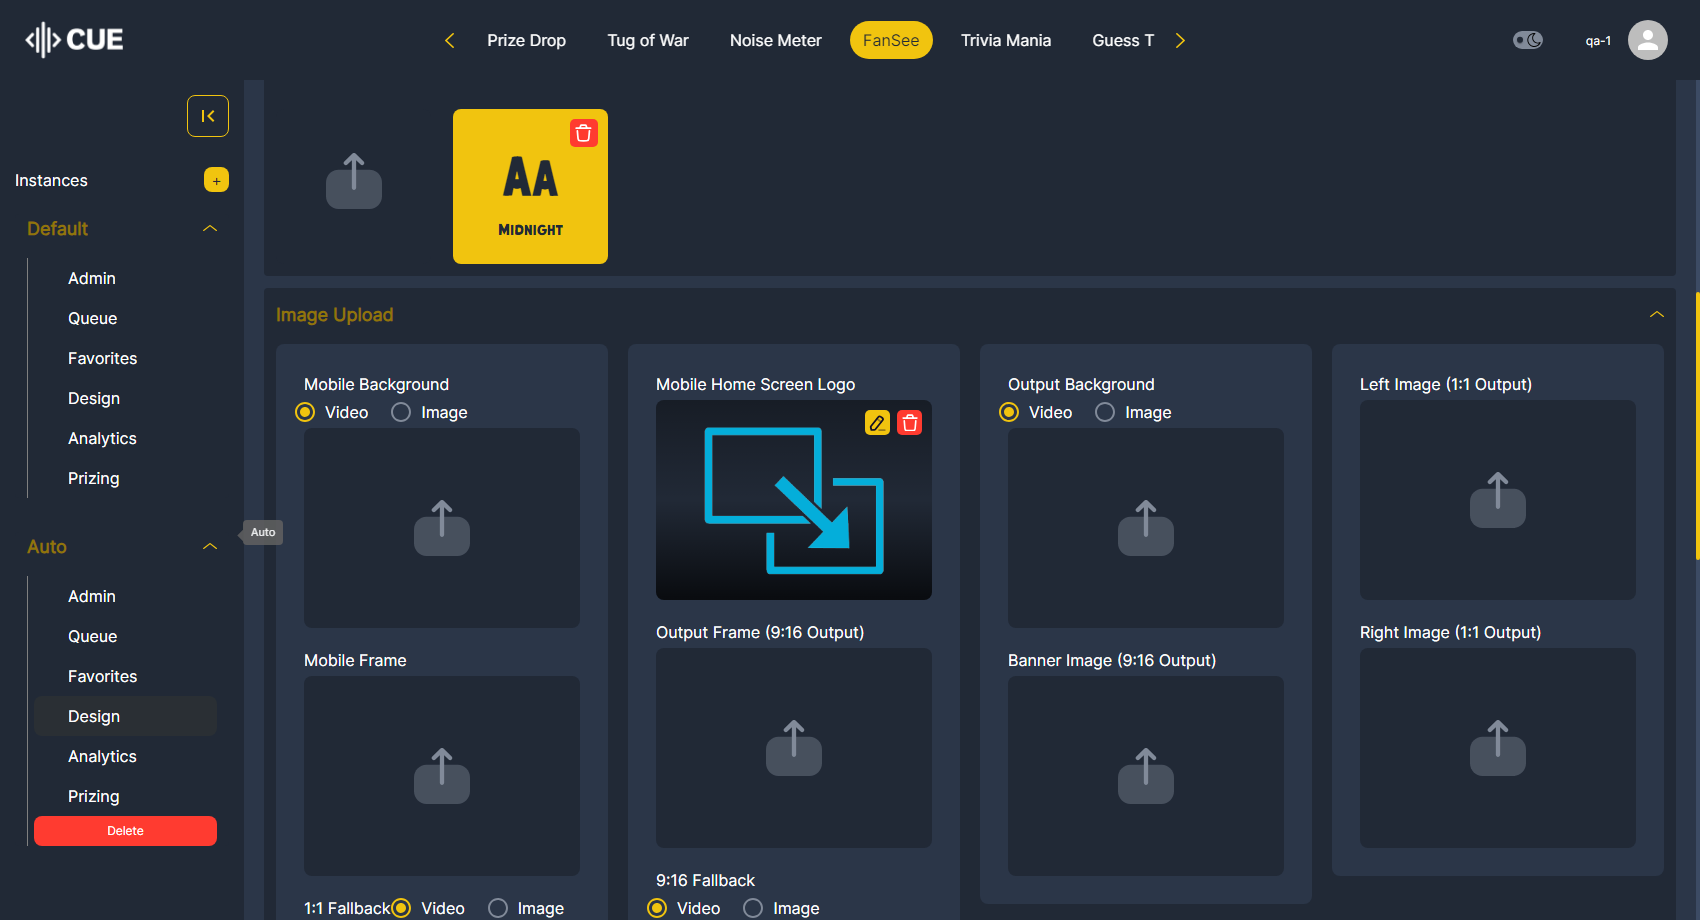 CUE
Prize Drop
Tug of War
Noise Meter
FanSee
Trivia Mania
Guess T
qa-1
Instances
+
Default
Admin
Queue
Favorites
Design
Analytics
Prizing
Auto
Auto
Admin
Queue
Favorites
Design
Analytics
Prizing
Delete
AA
MIDNIGHT
Image Upload
Mobile Background
Video
Image
Mobile Frame
1:1 Fallback
Video
Image
Mobile Home Screen Logo
Output Frame (9:16 Output)
9:16 Fallback
Video
Image
Output Background
Video
Image
Banner Image (9:16 Output)
Left Image (1:1 Output)
Right Image (1:1 Output)